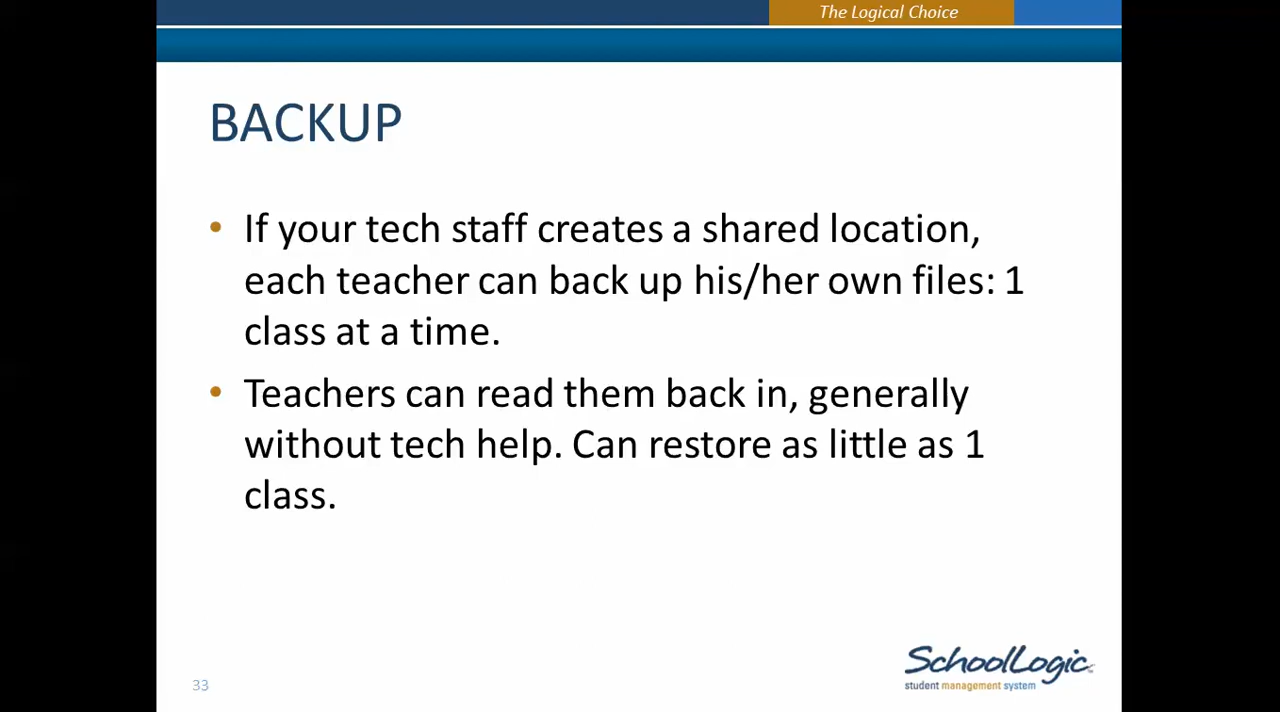 The Logical Choice
BACKUP
• If your tech staff creates a shared location,
each teacher can back up his/her own files: 1
class at a time.
• Teachers can read them back in, generally
without tech help. Can restore as little as 1
class.
33
SchoolLogic
student management system